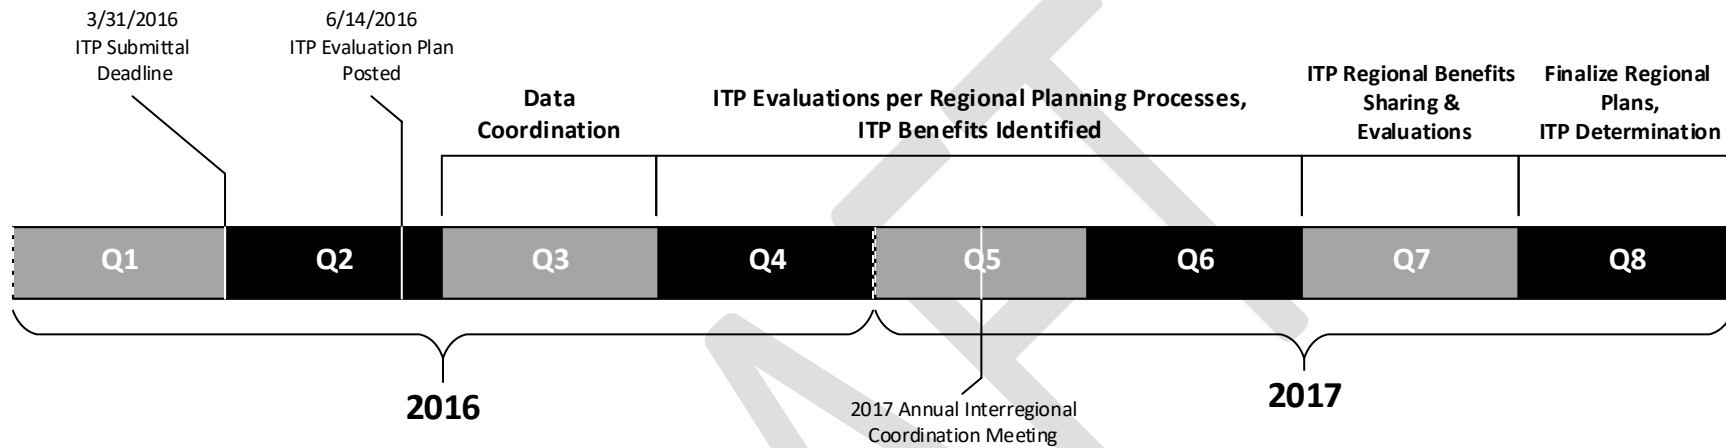 3/31/2016
ITP Submittal
Deadline
6/14/2016
ITP Evaluation Plan
Posted
Data
Coordination
ITP Evaluations per Regional Planning Processes,
ITP Benefits Identified
ITP Regional Benefits
Sharing &
Evaluations
Finalize Regional
Plans,
ITP Determination
Q1
Q2
Q3
Q4
Q5
Q6
Q7
Q8
2016
2017 Annual Interregional
Coordination Meeting
2017